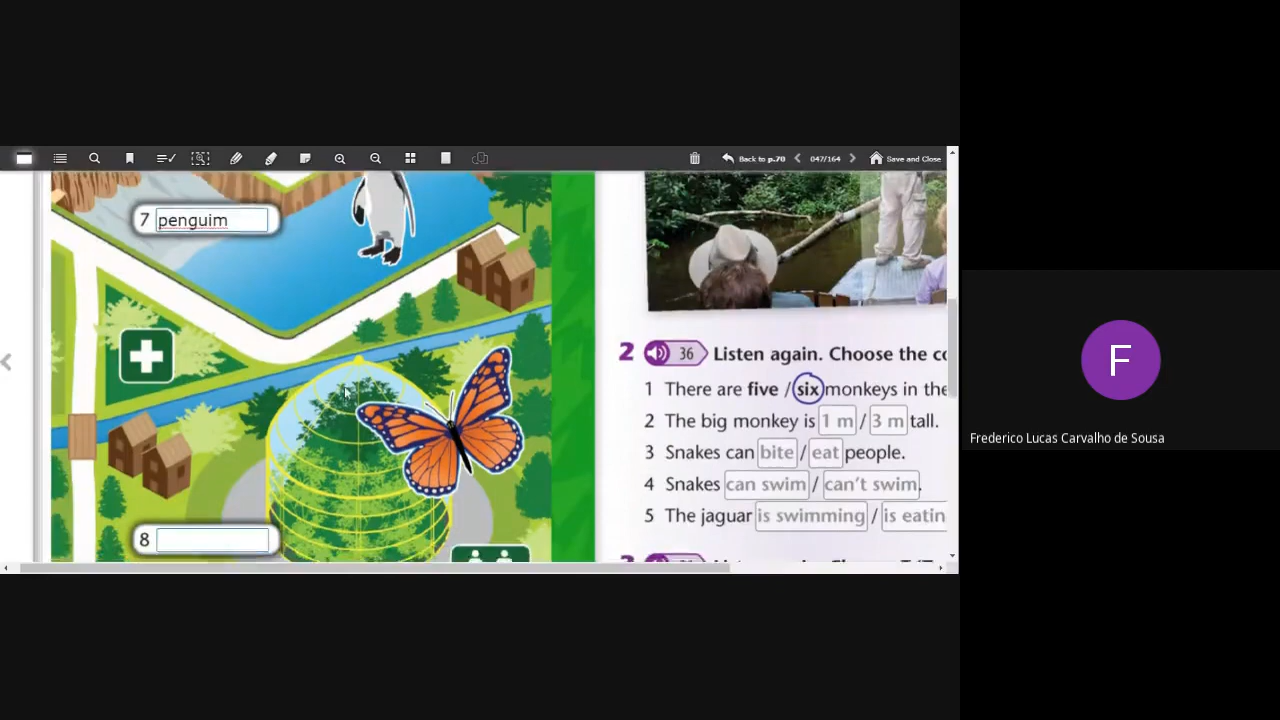 Back to p.70
047/164
Save and Close
7 penguim
8
2 36 Listen again. Choose the co
1 There are five / six monkeys in the
2 The big monkey is 1 m / 3 m tall.
3 Snakes can bite / eat people.
4 Snakes can swim / can't swim.
5 The jaguar is swimming / is eatin
F
Frederico Lucas Carvalho de Sousa